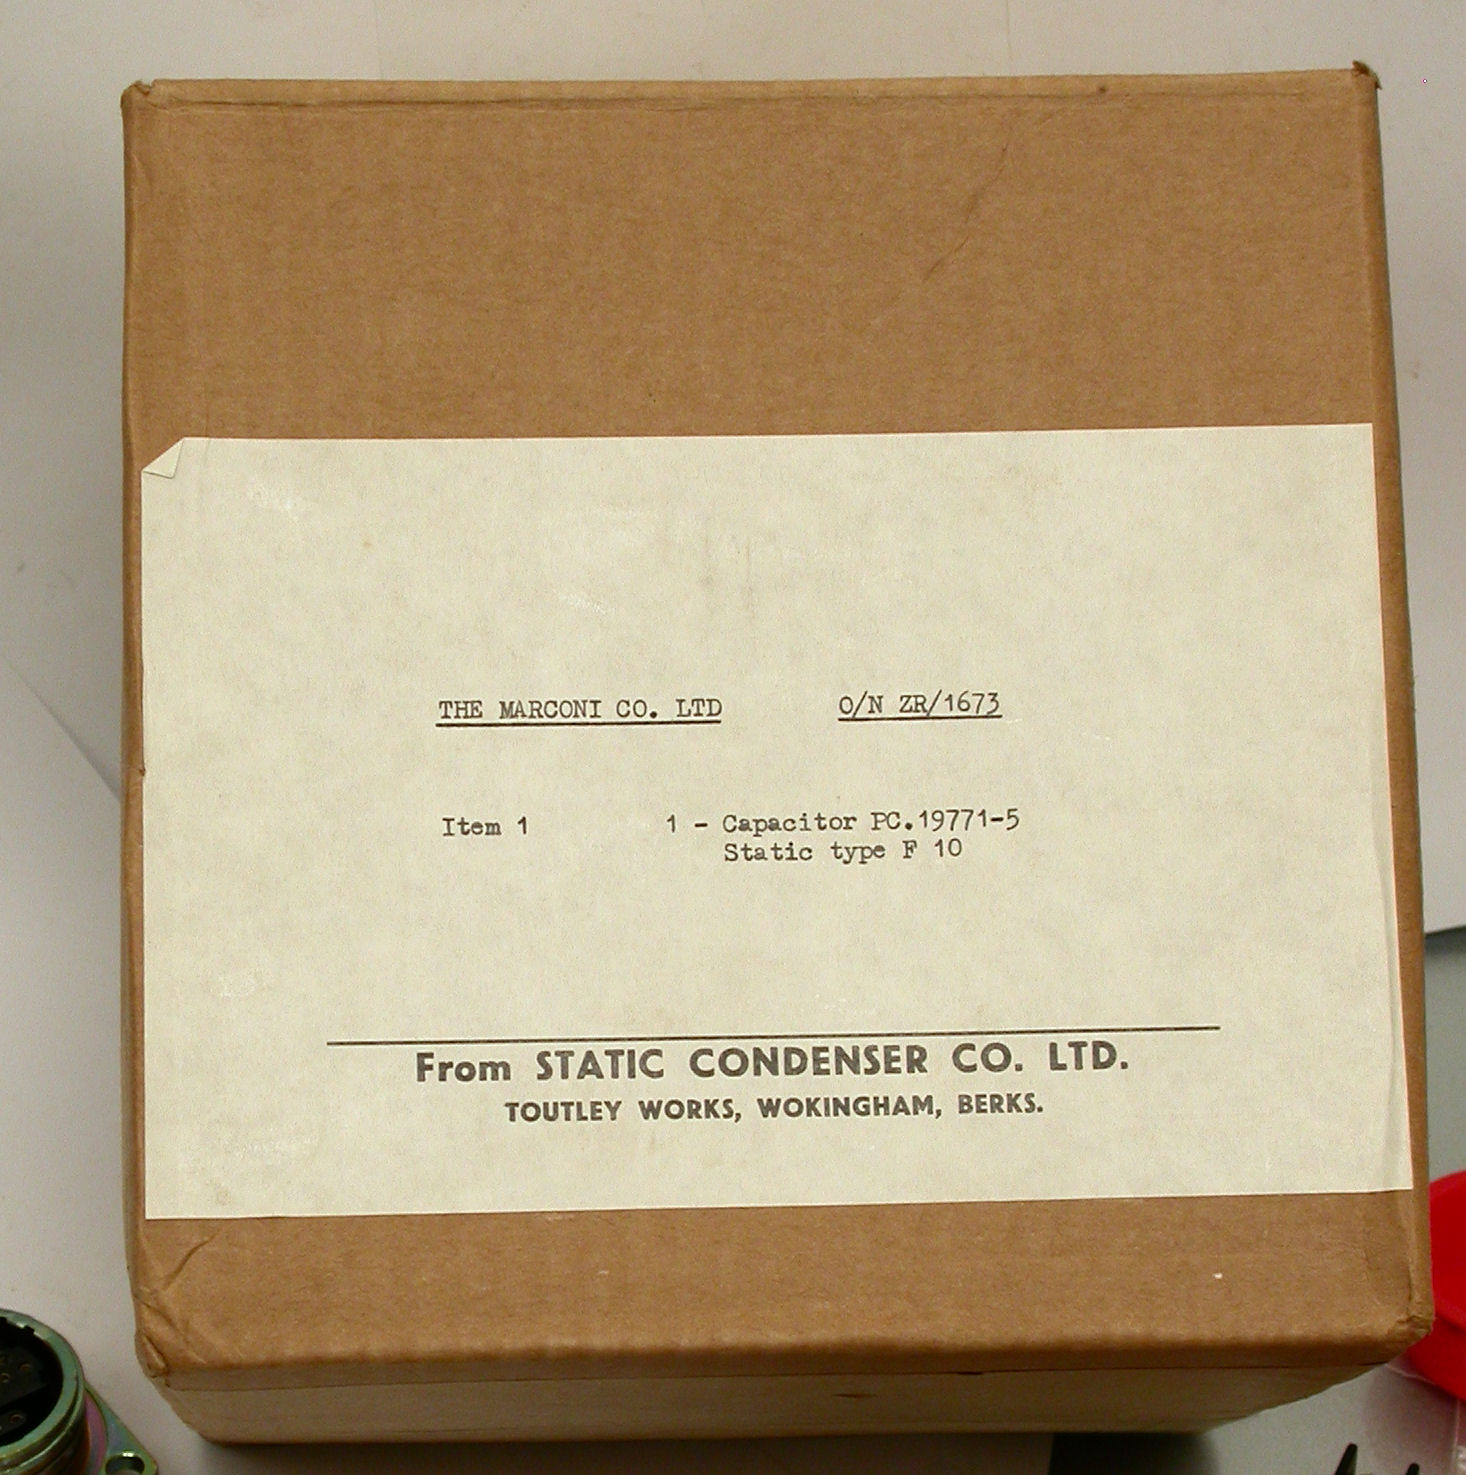 THE MARCONI CO. LTD O/N ZR/1673
Item 1 1 - Capacitor PC.19771-5
Static type F 10
From STATIC CONDENSER CO. LTD.
TOUTLEY WORKS, WOKINGHAM, BERKS.